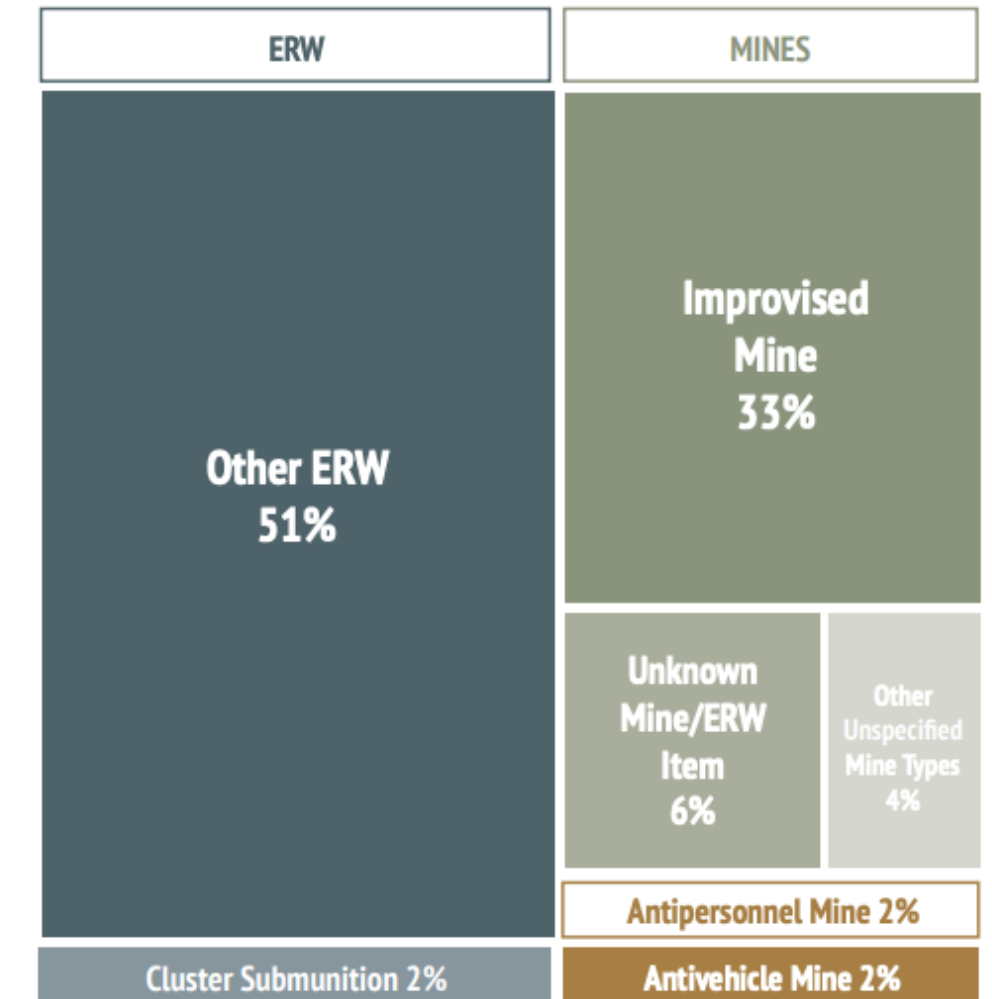 ERW
MINES
Other ERW
51%
Improvised
Mine
33%
Unknown
Mine/ERW
Item
6%
Other
Unspecified
Mine Types
4%
Antipersonnel Mine 2%
Cluster Submunition 2%
Antivehicle Mine 2%